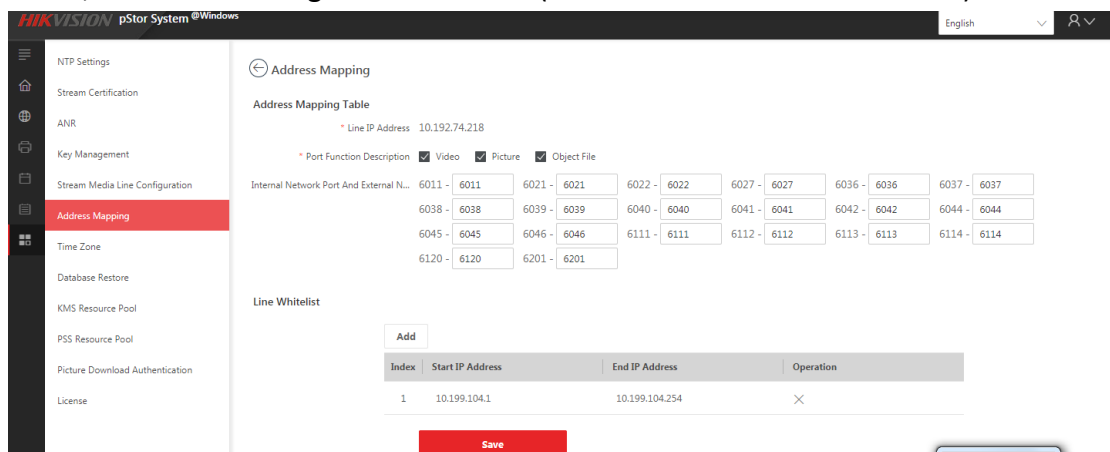 HIKVISION pStor System @Windows English
NTP Settings
Stream Certification
ANR
Key Management
Stream Media Line Configuration
Address Mapping
Time Zone
Database Restore
KMS Resource Pool
PSS Resource Pool
Picture Download Authentication
License
Address Mapping
Address Mapping Table
* Line IP Address 10.192.74.218
* Port Function Description Video Picture Object File
Internal Network Port And External N... 6011 - 6011 6021 - 6021 6022 - 6022 6027 - 6027 6036 - 6036 6037 - 6037
6038 - 6038 6039 - 6039 6040 - 6040 6041 - 6041 6042 - 6042 6044 - 6044
6045 - 6045 6046 - 6046 6111 - 6111 6112 - 6112 6113 - 6113 6114 - 6114
6120 - 6120 6201 - 6201
Line Whitelist
Add
Index Start IP Address End IP Address Operation
1 10.199.104.1 10.199.104.254
Save